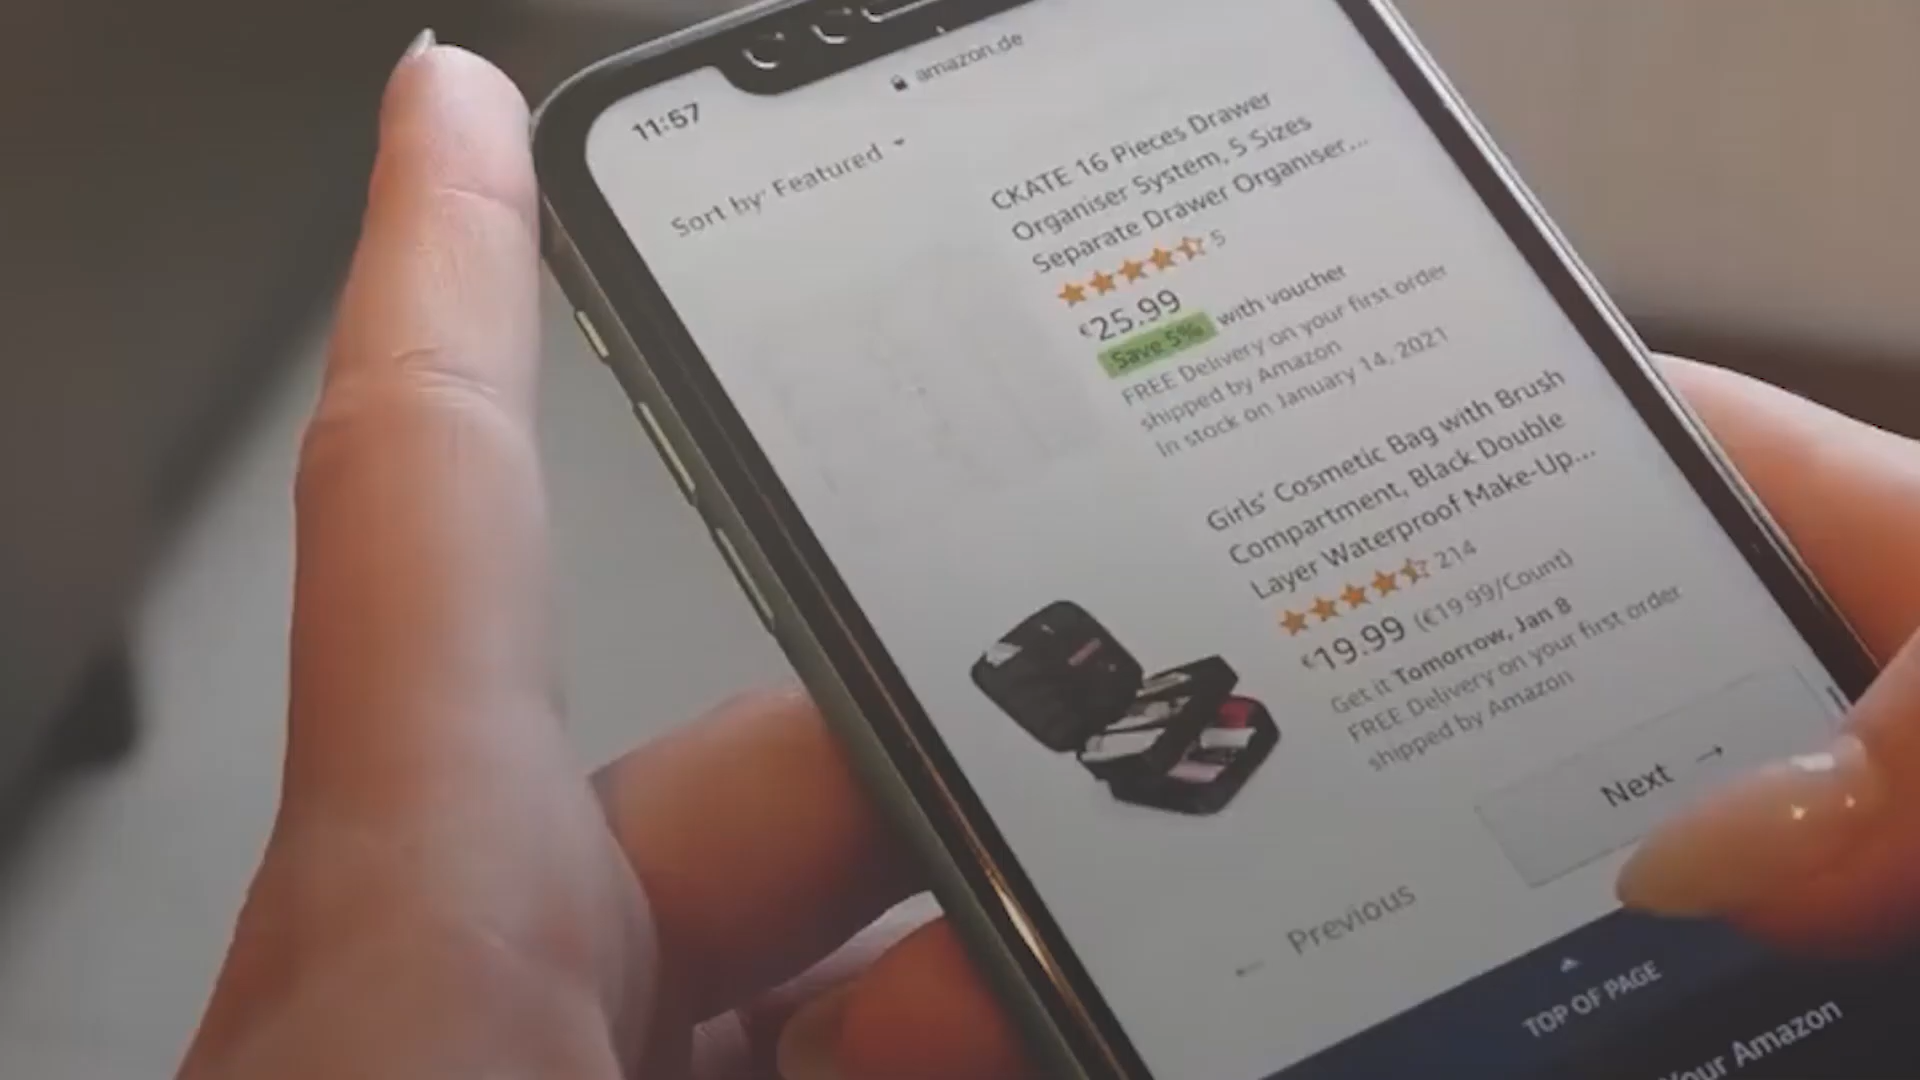 11:57
amazon.de
Sort by: Featured
CKATE 16 Pieces Drawer
Organiser System, 5 Sizes
Separate Drawer Organiser...
5
€25.99
Save 5% with voucher
FREE Delivery on your first order
shipped by Amazon
In stock on January 14, 2021
Girls' Cosmetic Bag with Brush
Compartment, Black Double
Layer Waterproof Make-Up...
214
€19.99 (€19.99/Count)
Get it Tomorrow, Jan 8
FREE Delivery on your first order
shipped by Amazon
Next →
← Previous
TOP OF PAGE
Your Amazon